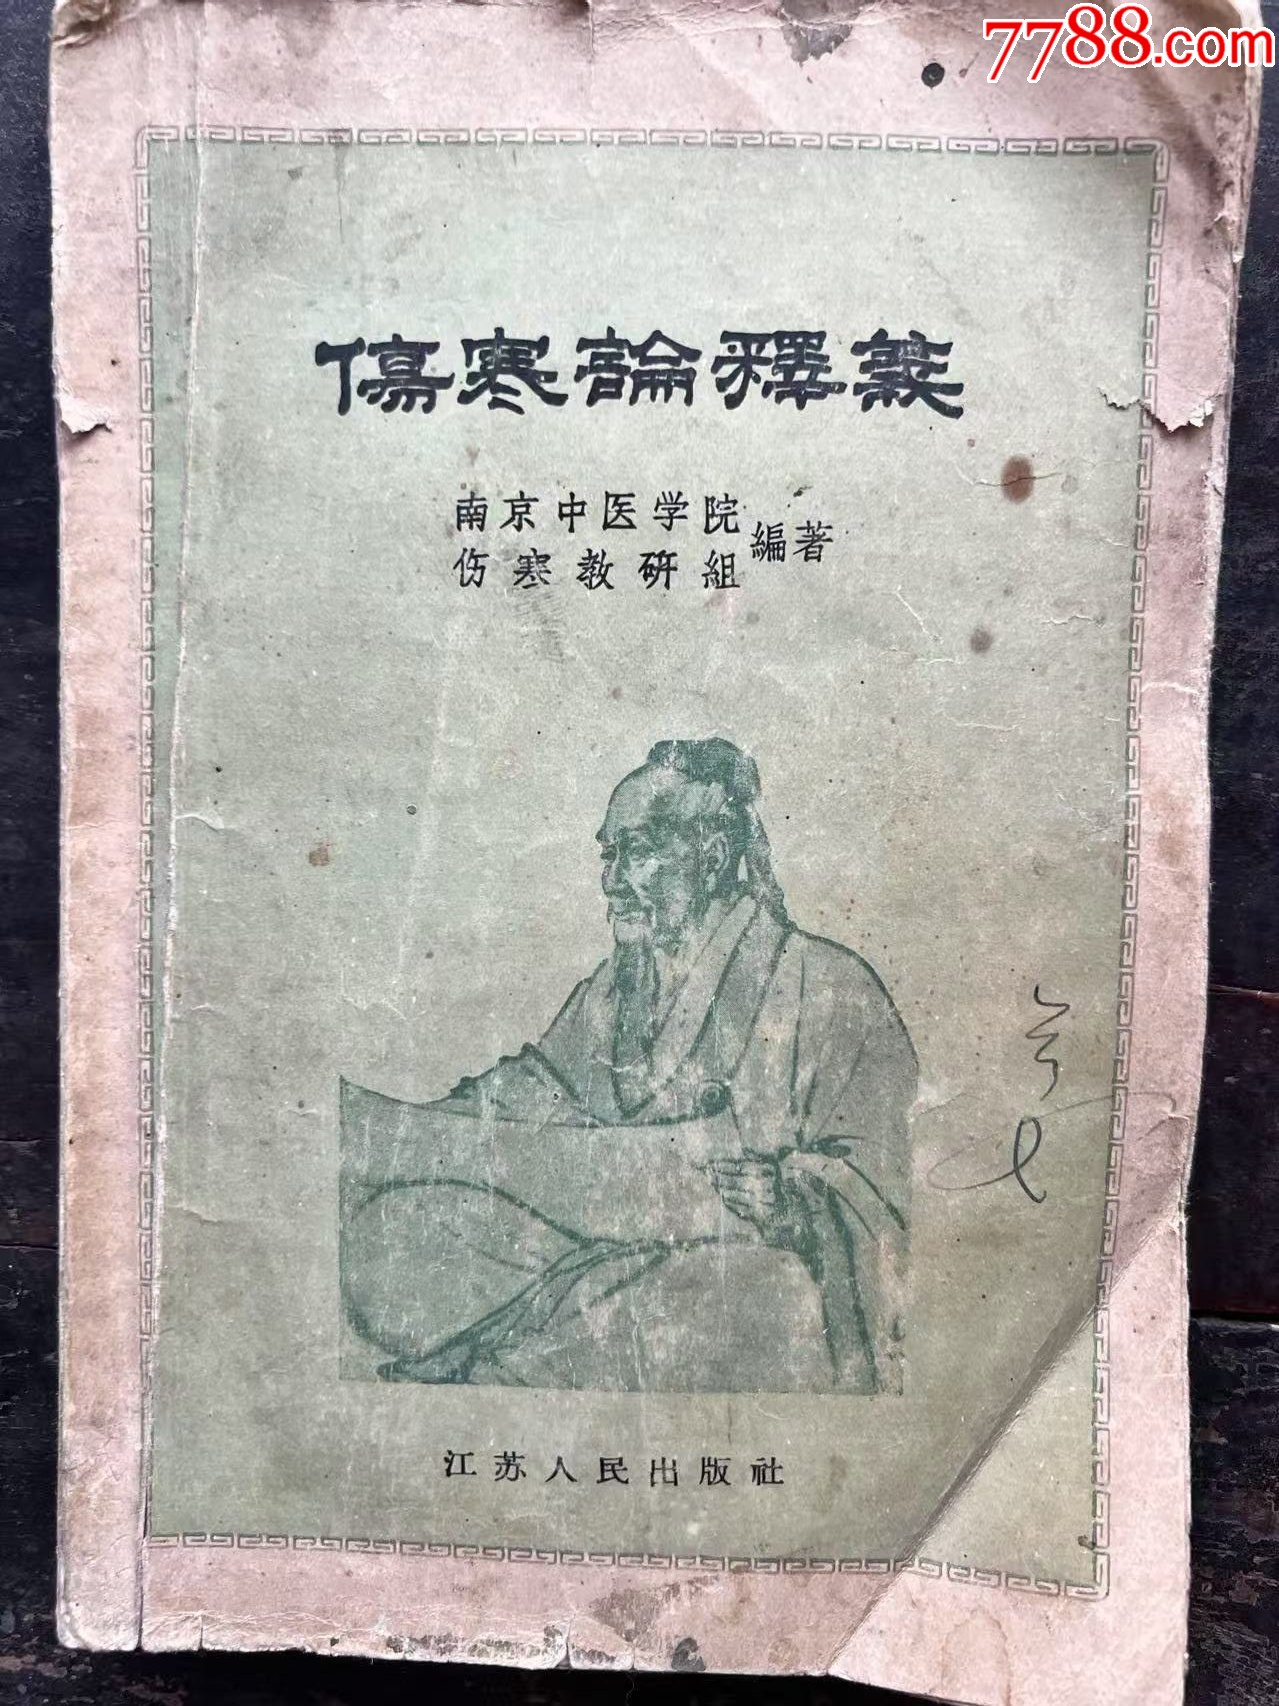 7788.com
傷寒論釋義
南京中医学院
伤寒教研組
編著
江苏人民出版社